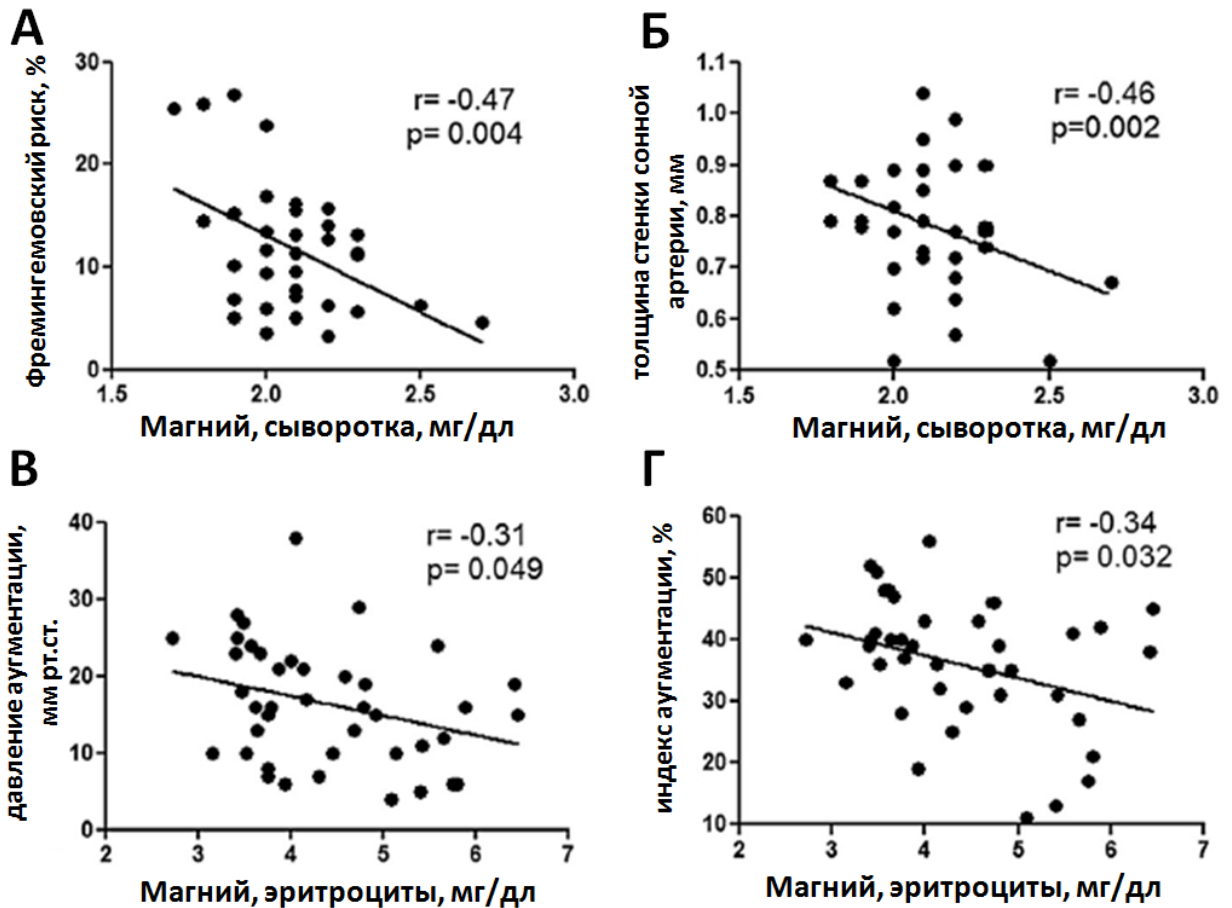 А
Фремингемовский риск, %
30
20
10
0
r= -0.47
p= 0.004
1.5 2.0 2.5 3.0
Магний, сыворотка, мг/дл
Б
толщина стенки сонной
артерии, мм
1.1
1.0
0.9
0.8
0.7
0.6
0.5
r= -0.46
p=0.002
1.5 2.0 2.5 3.0
Магний, сыворотка, мг/дл
В
давление аугментации,
мм рт.ст.
40
30
20
10
0
r= -0.31
p= 0.049
2 3 4 5 6 7
Магний, эритроциты, мг/дл
Г
индекс аугментации, %
60
50
40
30
20
10
r= -0.34
p= 0.032
2 3 4 5 6 7
Магний, эритроциты, мг/дл